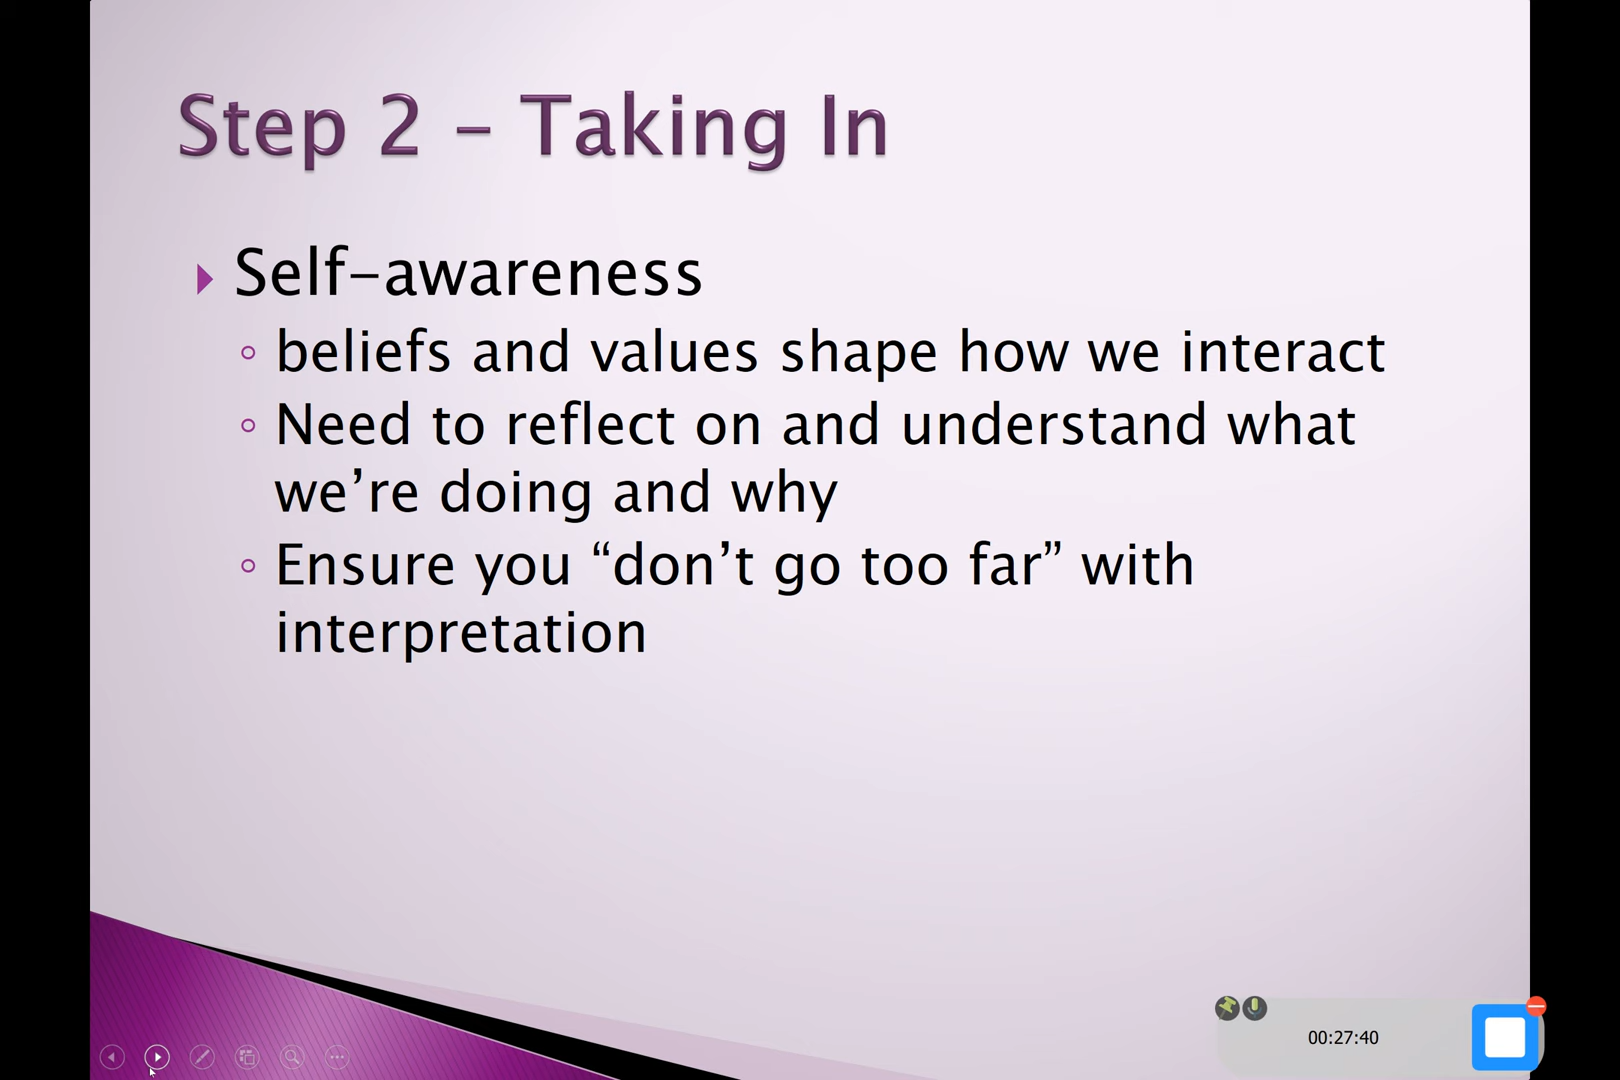 Step 2 – Taking In
Self-awareness
beliefs and values shape how we interact
Need to reflect on and understand what
we’re doing and why
Ensure you “don’t go too far” with
interpretation
00:27:40